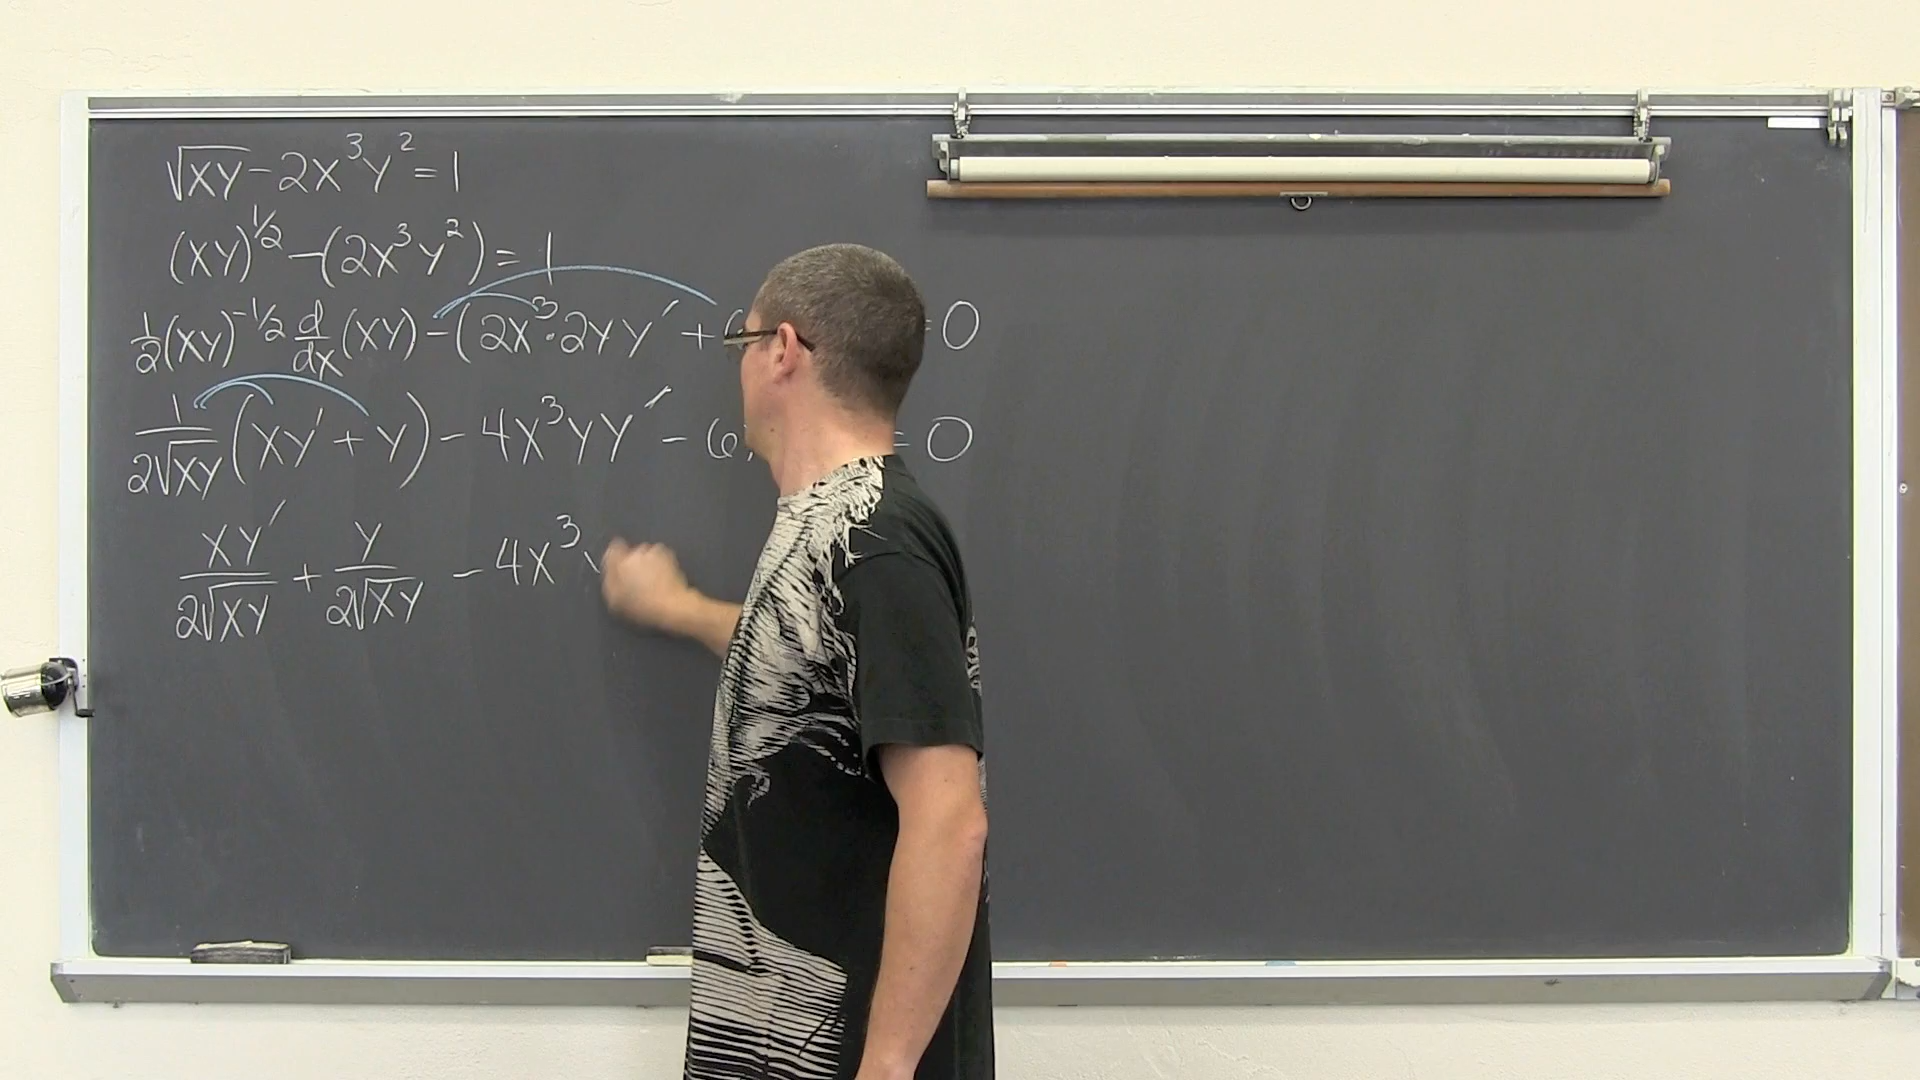 √XY - 2X³Y² = 1
(XY)^½ - (2X³Y²) = 1
½(XY)^-½ d/dx (XY) - (2X³ · 2YY′ + = 0
1/(2√XY) (XY′ + Y) - 4X³YY′ - 6 = 0
XY′/(2√XY) + Y/(2√XY) - 4X³